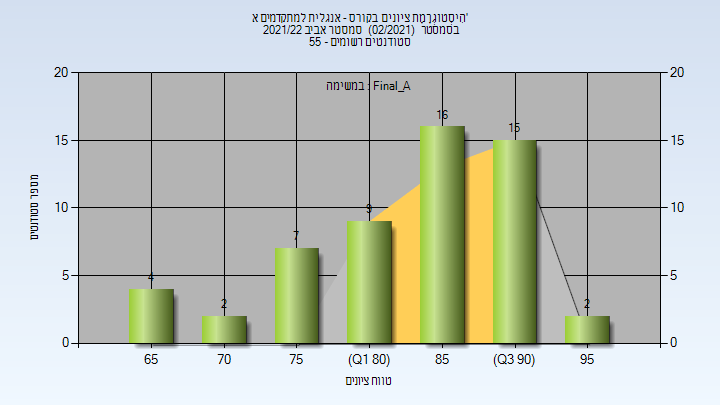 היסטוגרמת ציונים בקורס - אנגלית למתקדמים א'
בסמסטר (02/2021) סמסטר אביב 2021/22
סטודנטים רשומים - 55
במשימה : Final_A
20
20
15
15
10
10
5
5
0
0
מספר סטודנטים
4
2
7
9
16
15
2
65
70
75
(Q1 80)
85
(Q3 90)
95
טווח ציונים